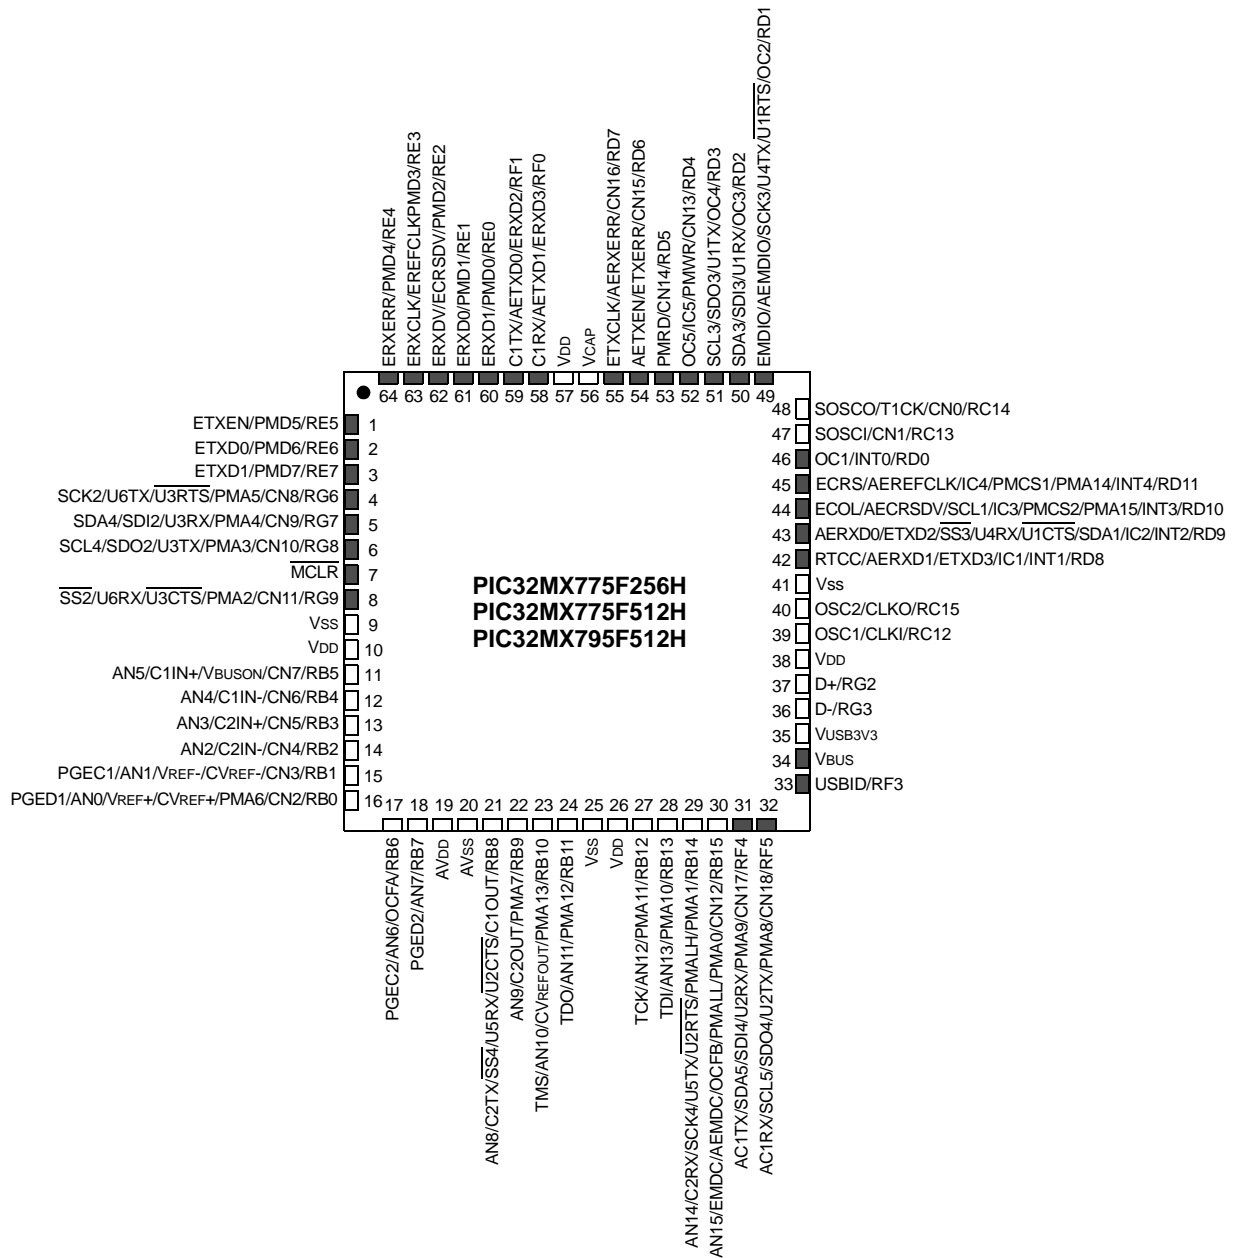 ERXERR/PMD4/RE4
ERXCLK/EREFCLKPMD3/RE3
ERXDV/ECRSDV/PMD2/RE2
ERXD0/PMD1/RE1
ERXD1/PMD0/RE0
C1TX/AETXD0/ERXD2/RF1
C1RX/AETXD1/ERXD3/RF0
VDD
VCAP
ETXCLK/AERXERR/CN16/RD7
AETXEN/ETXERR/CN15/RD6
PMRD/CN14/RD5
OC5/IC5/PMWR/CN13/RD4
SCL3/SDO3/U1TX/OC4/RD3
SDA3/SDI3/U1RX/OC3/RD2
EMDIO/AEMDIO/SCK3/U4TX/U1RTS/OC2/RD1
64 63 62 61 60 59 58 57 56 55 54 53 52 51 50 49
ETXEN/PMD5/RE5 1
ETXD0/PMD6/RE6 2
ETXD1/PMD7/RE7 3
SCK2/U6TX/U3RTS/PMA5/CN8/RG6 4
SDA4/SDI2/U3RX/PMA4/CN9/RG7 5
SCL4/SDO2/U3TX/PMA3/CN10/RG8 6
MCLR 7
SS2/U6RX/U3CTS/PMA2/CN11/RG9 8
VSS 9
VDD 10
AN5/C1IN+/VBUSON/CN7/RB5 11
AN4/C1IN-/CN6/RB4 12
AN3/C2IN+/CN5/RB3 13
AN2/C2IN-/CN4/RB2 14
PGEC1/AN1/VREF-/CVREF-/CN3/RB1 15
PGED1/AN0/VREF+/CVREF+/PMA6/CN2/RB0 16
PIC32MX775F256H
PIC32MX775F512H
PIC32MX795F512H
48 SOSCO/T1CK/CN0/RC14
47 SOSCI/CN1/RC13
46 OC1/INT0/RD0
45 ECRS/AEREFCLK/IC4/PMCS1/PMA14/INT4/RD11
44 ECOL/AECRSDV/SCL1/IC3/PMCS2/PMA15/INT3/RD10
43 AERXD0/ETXD2/SS3/U4RX/U1CTS/SDA1/IC2/INT2/RD9
42 RTCC/AERXD1/ETXD3/IC1/INT1/RD8
41 Vss
40 OSC2/CLKO/RC15
39 OSC1/CLKI/RC12
38 VDD
37 D+/RG2
36 D-/RG3
35 VUSB3V3
34 VBUS
33 USBID/RF3
17 18 19 20 21 22 23 24 25 26 27 28 29 30 31 32
PGEC2/AN6/OCFA/RB6
PGED2/AN7/RB7
AVDD
AVSS
AN8/C2TX/SS4/U5RX/U2CTS/C1OUT/RB8
AN9/C2OUT/PMA7/RB9
TMS/AN10/CVREFOUT/PMA13/RB10
TDO/AN11/PMA12/RB11
VSS
VDD
TCK/AN12/PMA11/RB12
TDI/AN13/PMA10/RB13
AN14/C2RX/SCK4/U5TX/U2RTS/PMALH/PMA1/RB14
AN15/EMDC/AEMDC/OCFB/PMALL/PMA0/CN12/RB15
AC1TX/SDA5/SDI4/U2RX/PMA9/CN17/RF4
AC1RX/SCL5/SDO4/U2TX/PMA8/CN18/RF5